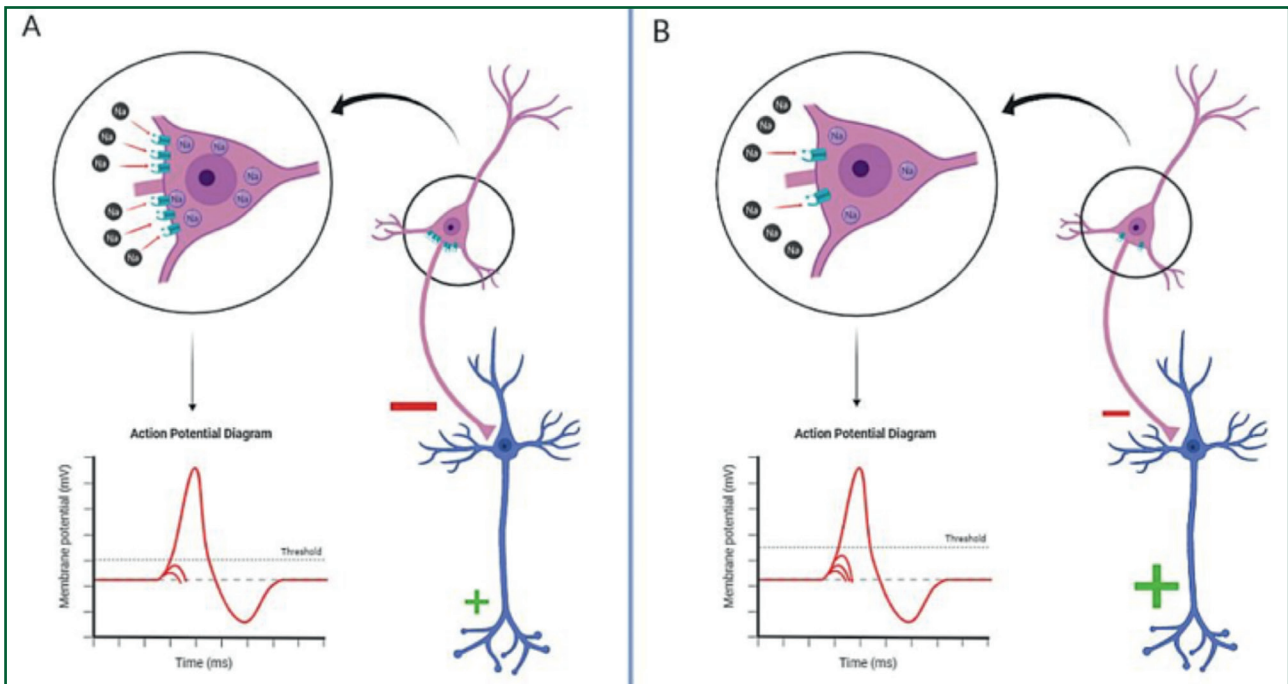 A
Na
Na
Na
Na
Na
Na
Na
Na
Na
Na
Na
Na
Action Potential Diagram
Membrane potential (mV)
Threshold
Time (ms)
B
Na
Na
Na
Na
Na
Na
Na
Na
Na
Action Potential Diagram
Membrane potential (mV)
Threshold
Time (ms)